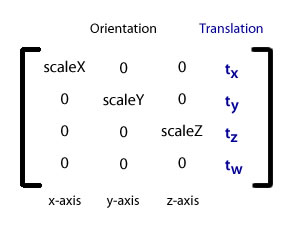 Orientation Translation
scaleX 0 0 tx
0 scaleY 0 ty
0 0 scaleZ tz
0 0 0 tw
x-axis y-axis z-axis